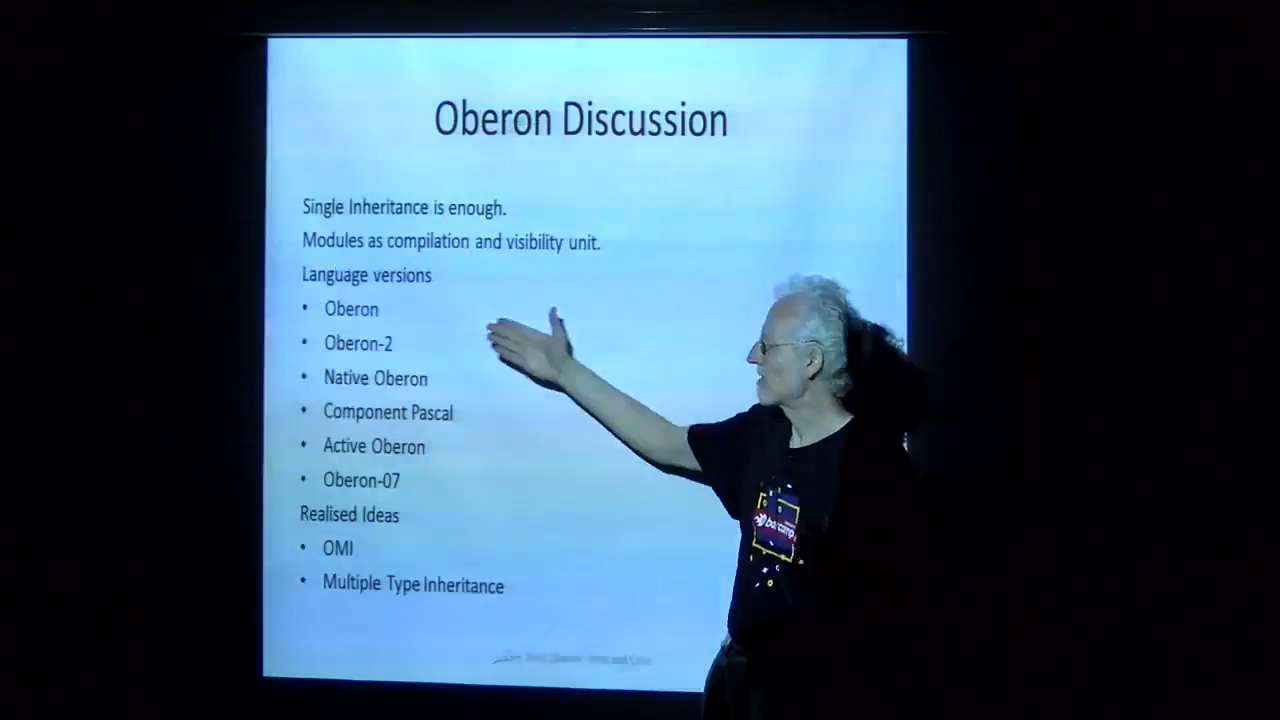 Oberon Discussion
Single Inheritance is enough.
Modules as compilation and visibility unit.
Language versions
• Oberon
• Oberon-2
• Native Oberon
• Component Pascal
• Active Oberon
• Oberon-07
Realised Ideas
• OMI
• Multiple Type Inheritance
barcamp